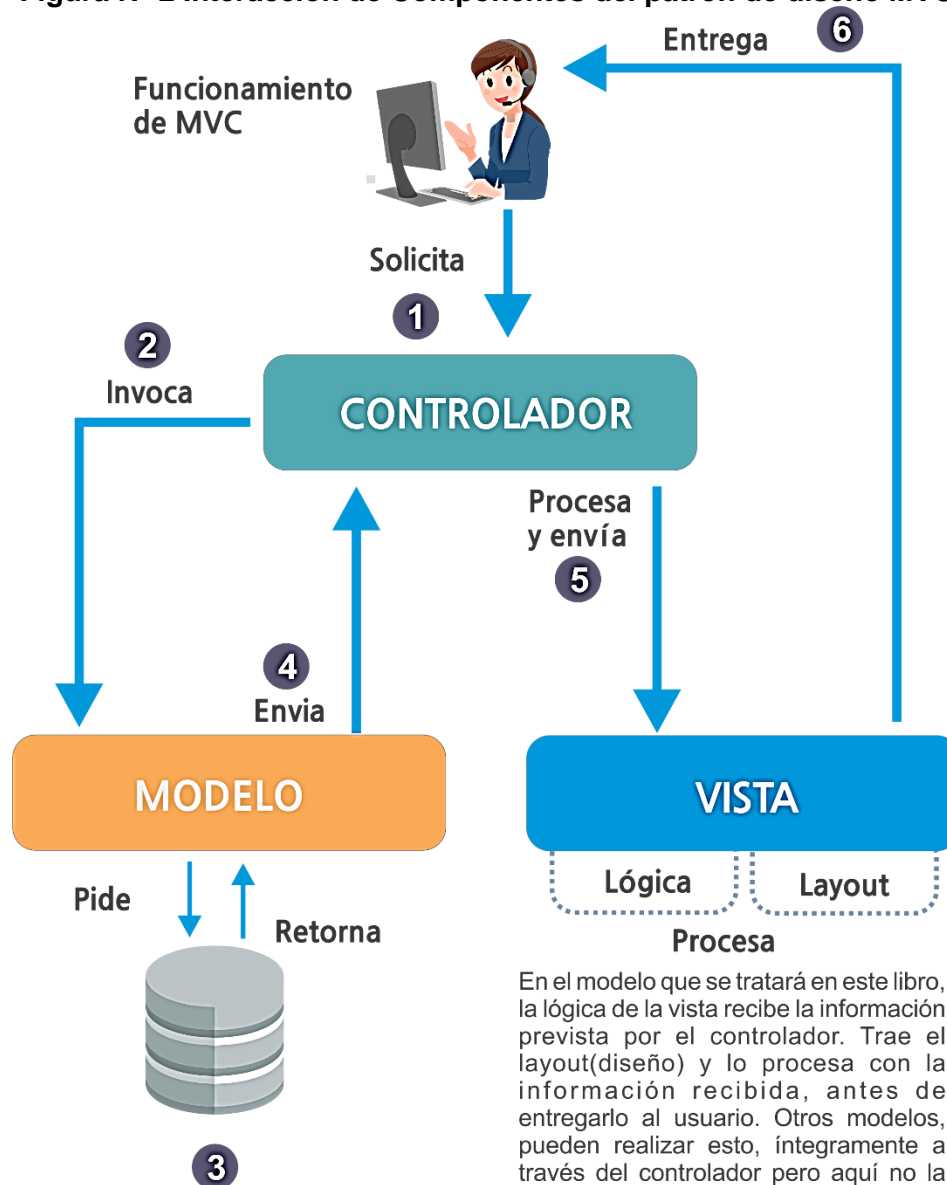 Entrega
6
Funcionamiento
de MVC
Solicita
1
2
Invoca
CONTROLADOR
Procesa
y envía
5
4
Envia
MODELO
VISTA
Pide
Retorna
Lógica
Layout
Procesa
3
En el modelo que se tratará en este libro,
la lógica de la vista recibe la información
prevista por el controlador. Trae el
layout(diseño) y lo procesa con la
información recibida, antes de
entregarlo al usuario. Otros modelos,
pueden realizar esto, íntegramente a
través del controlador pero aquí no la